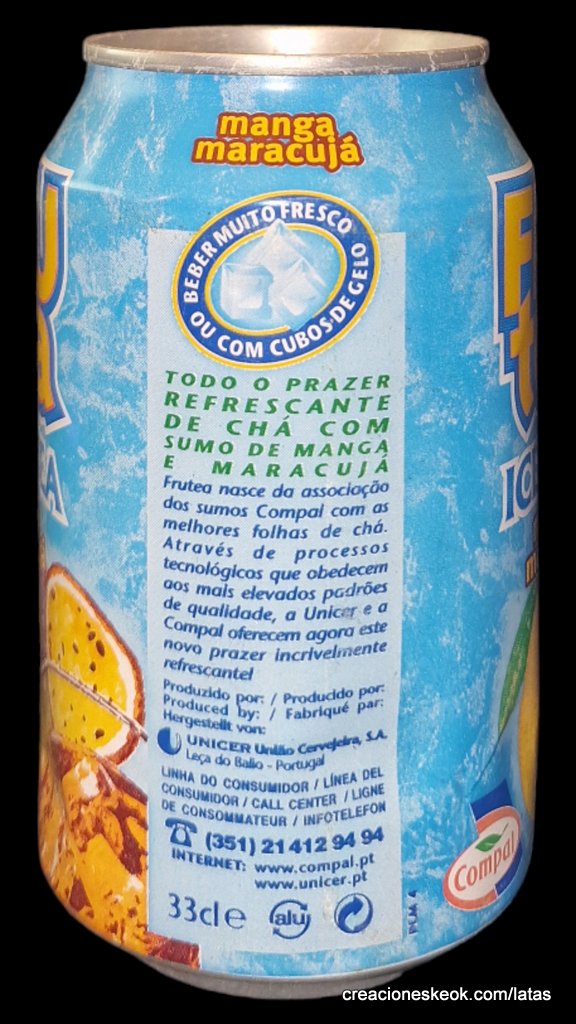 manga
maracujá
BEBER MUITO FRESCO
OU COM CUBOS DE GELO
TODO O PRAZER
REFRESCANTE
DE CHÁ COM
SUMO DE MANGA
E MARACUJÁ
Frutea nasce da associação
dos sumos Compal com as
melhores folhas de chá.
Através de processos
tecnológicos que obedecem
aos mais elevados padrões
de qualidade, a Unicer e a
Compal oferecem agora este
novo prazer incrivelmente
refrescante!
Produzido por: / Producido por:
Produced by: / Fabriqué par:
Hergestellt von:
UNICER União Cervejeira, S.A.
Leça do Balio - Portugal
LINHA DO CONSUMIDOR / LÍNEA DEL
CONSUMIDOR / CALL CENTER / LIGNE
DE CONSOMMATEUR / INFOTELEFON
(351) 21 412 94 94
INTERNET: www.compal.pt
www.unicer.pt
33cl e
alu
PLM 4
Compal
creacioneskeok.com/latas